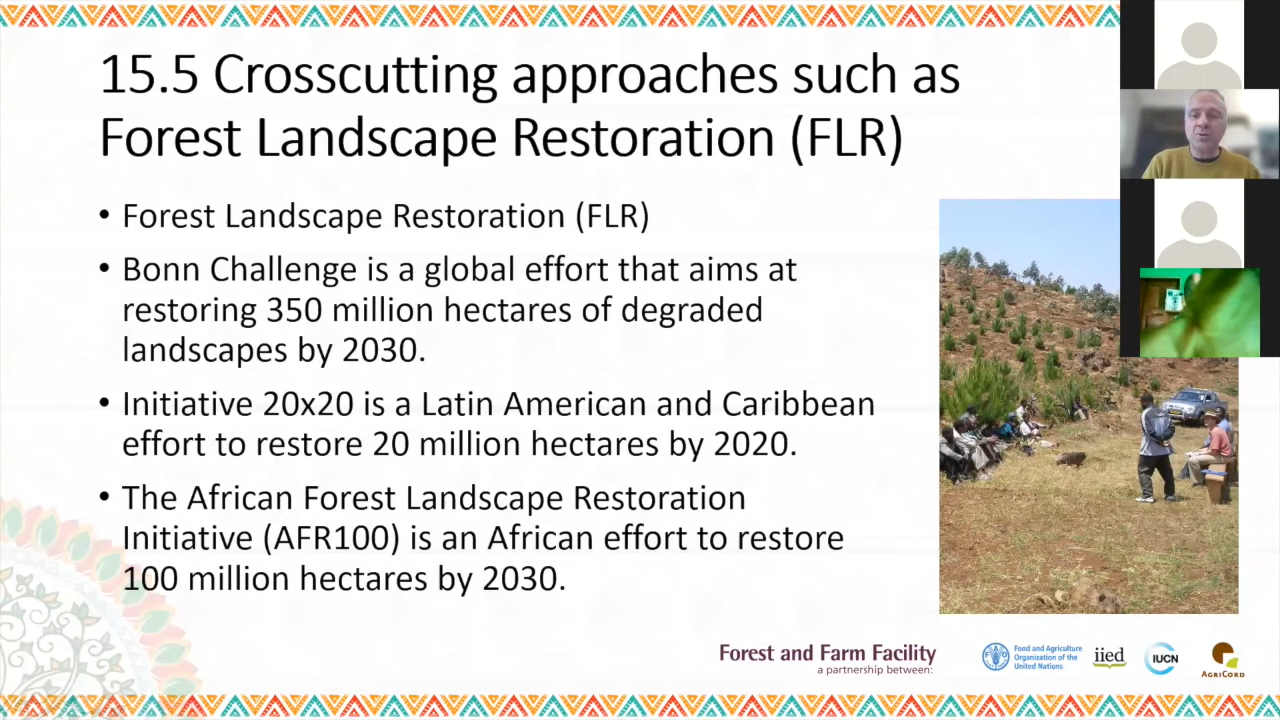 15.5 Crosscutting approaches such as
Forest Landscape Restoration (FLR)
• Forest Landscape Restoration (FLR)
• Bonn Challenge is a global effort that aims at
restoring 350 million hectares of degraded
landscapes by 2030.
• Initiative 20x20 is a Latin American and Caribbean
effort to restore 20 million hectares by 2020.
• The African Forest Landscape Restoration
Initiative (AFR100) is an African effort to restore
100 million hectares by 2030.
Forest and Farm Facility
a partnership between:
Food and Agriculture
Organization of the
United Nations
iied
IUCN
AGRICORD